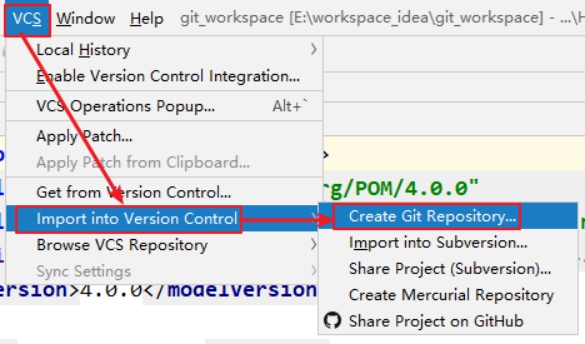 VCS Window Help git_workspace [E:\workspace_idea\git_workspace] - ...\H
Local History
Enable Version Control Integration...
VCS Operations Popup... Alt+`
Apply Patch...
Apply Patch from Clipboard...
Get from Version Control...
rg/POM/4.0.0"
Import into Version Control
Create Git Repository...
Browse VCS Repository
Import into Subversion...
Sync Settings
Share Project (Subversion)...
ersion>4.0.0</modelVersion
Create Mercurial Repository
Share Project on GitHub